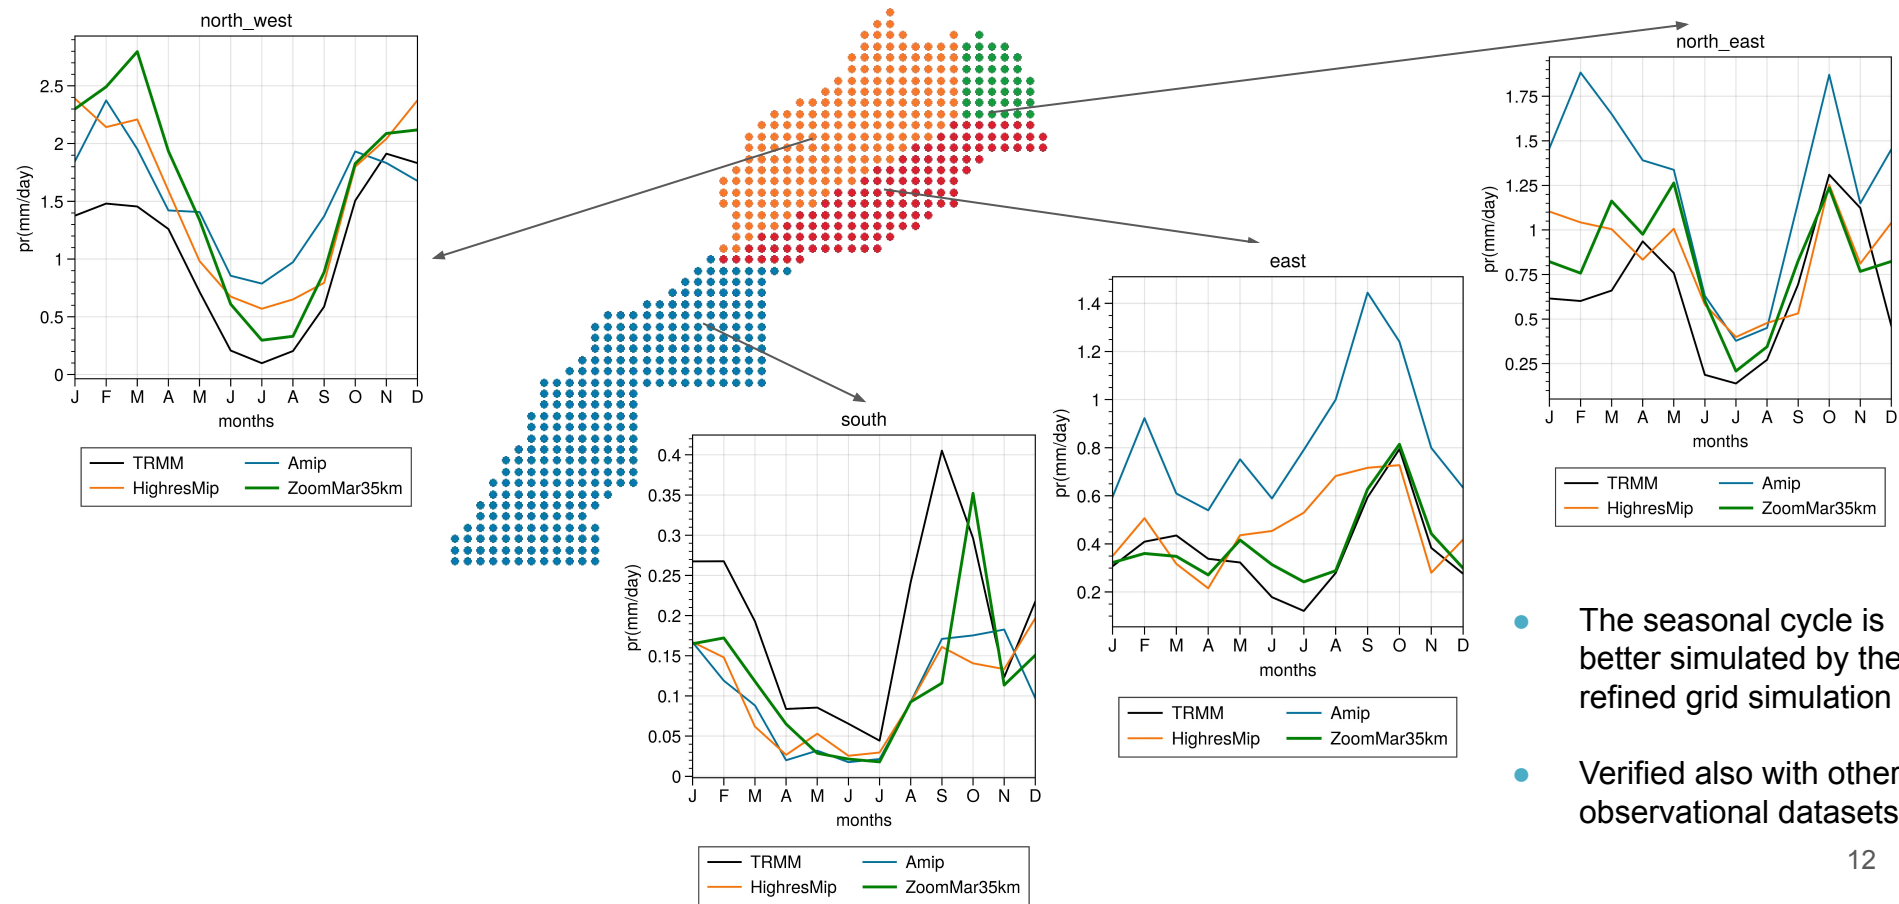 north_west
2.5
2
1.5
1
0.5
0
pr(mm/day)
J F M A M J J A S O N D
months
TRMM Amip
HighresMip ZoomMar35km
north_east
1.75
1.5
1.25
1
0.75
0.5
0.25
pr(mm/day)
J F M A M J J A S O N D
months
TRMM Amip
HighresMip ZoomMar35km
east
1.4
1.2
1
0.8
0.6
0.4
0.2
pr(mm/day)
J F M A M J J A S O N D
months
TRMM Amip
HighresMip ZoomMar35km
south
0.4
0.35
0.3
0.25
0.2
0.15
0.1
0.05
0
pr(mm/day)
J F M A M J J A S O N D
months
TRMM Amip
HighresMip ZoomMar35km
The seasonal cycle is
better simulated by the
refined grid simulation
Verified also with other
observational datasets
12